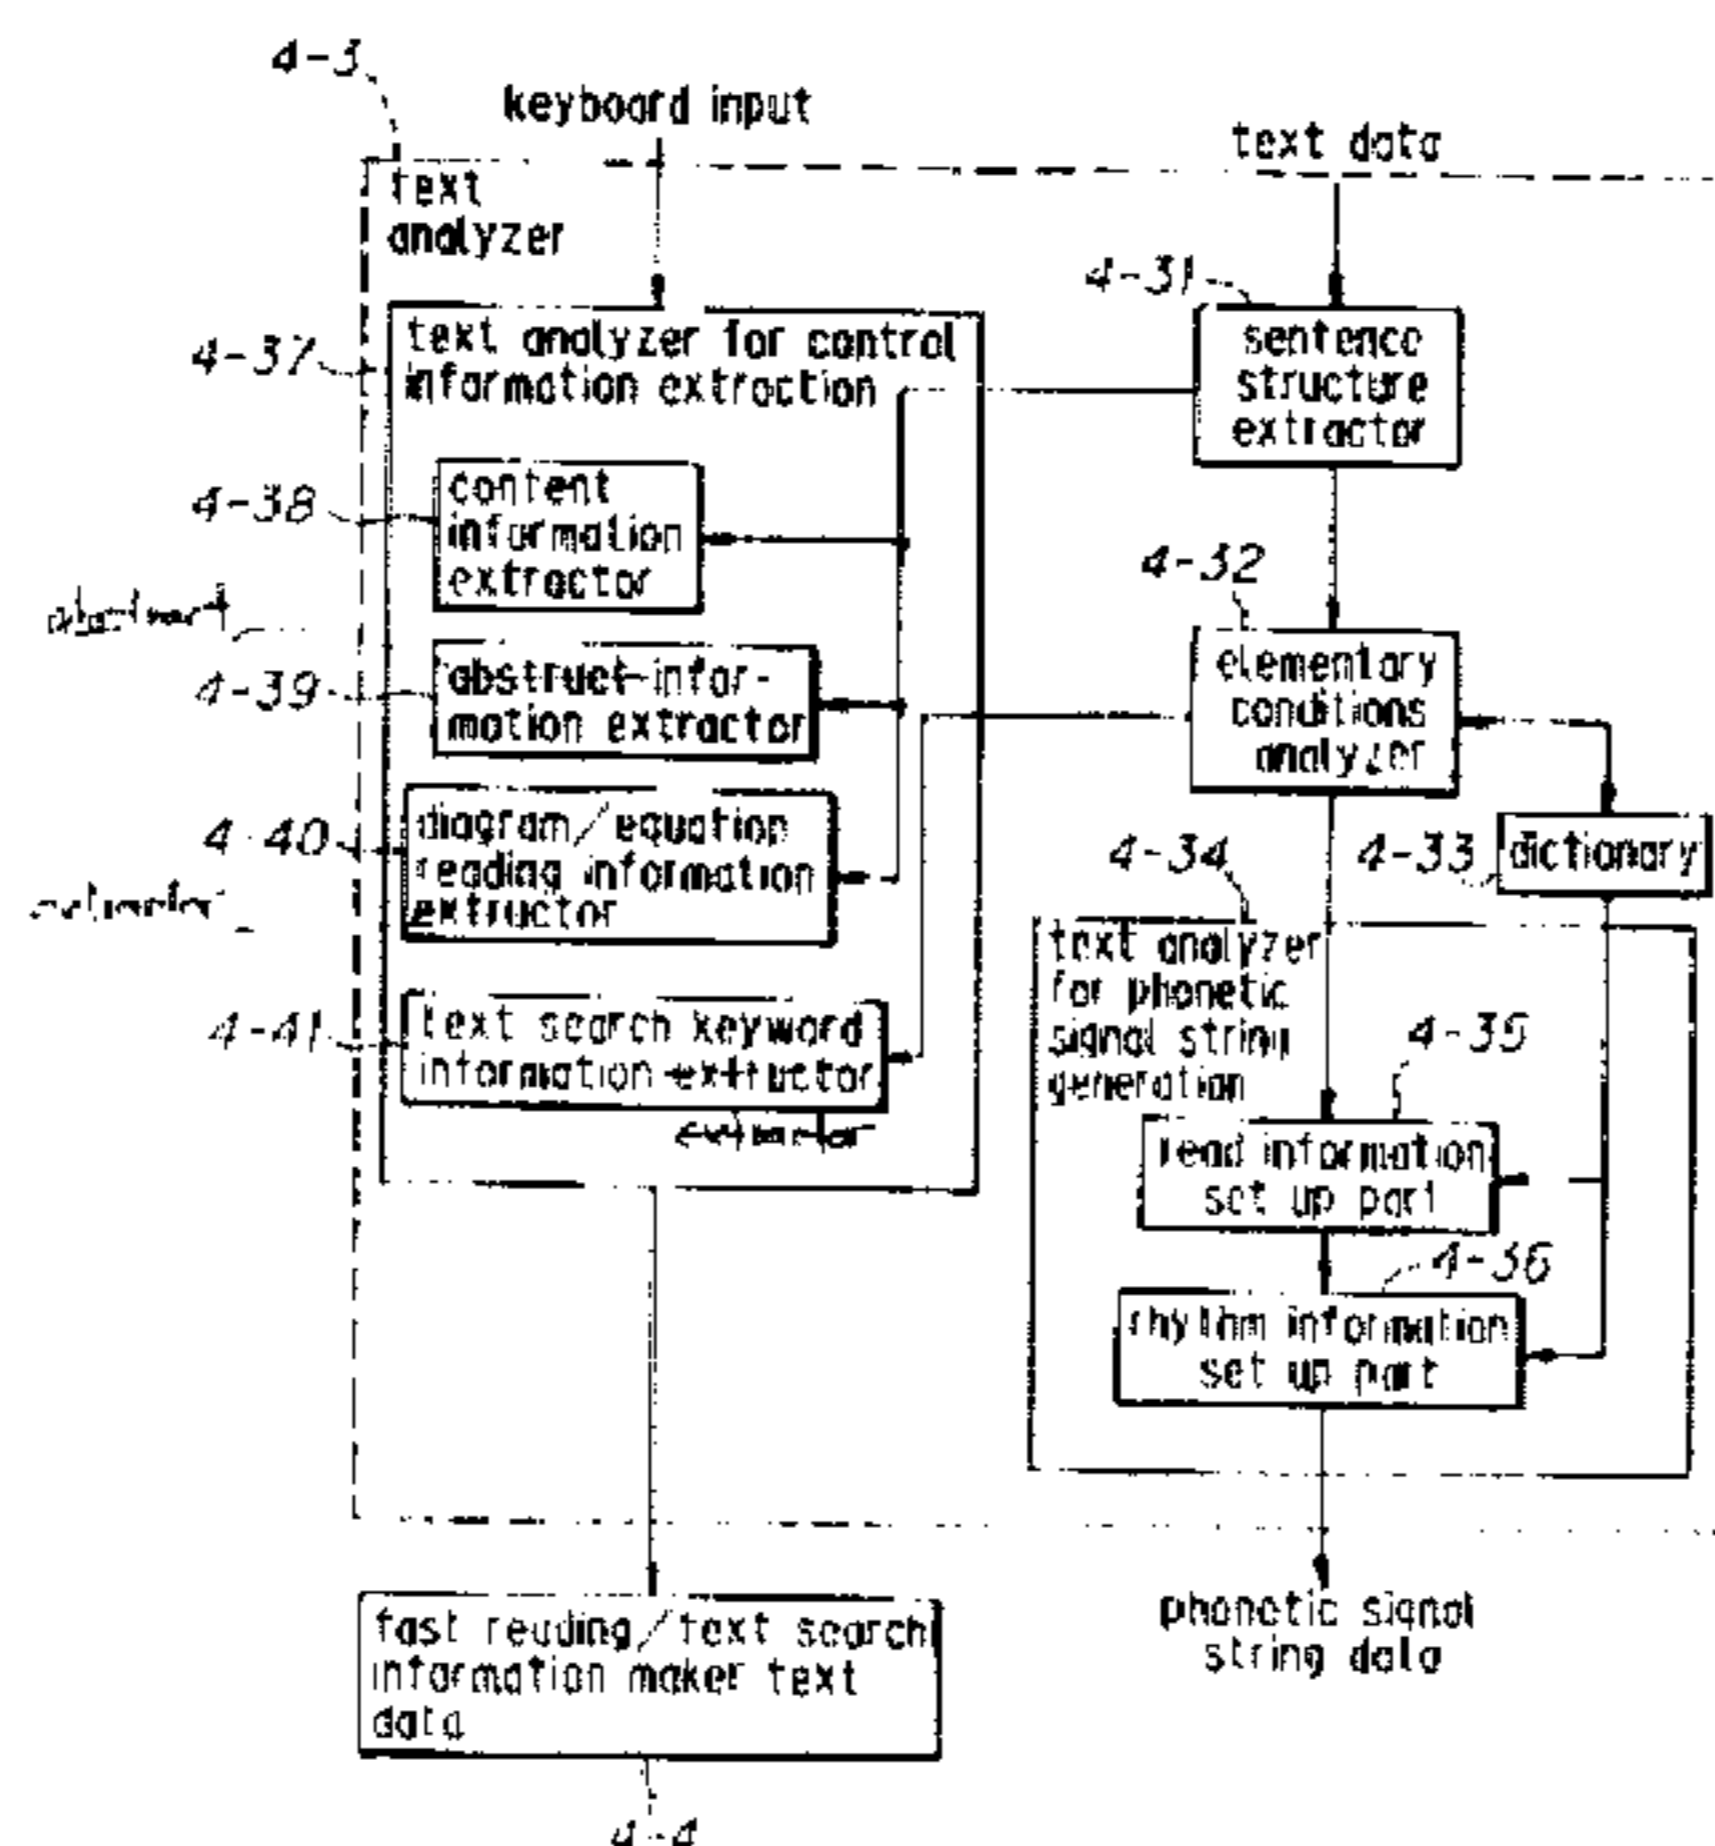 4-3
keyboard input
text data
text
analyzer
4-31
4-37
text analyzer for control
information extraction
sentence
structure
extractor
4-38
content
information
extractor
4-32
4-39
abstruct infor-
mation extractor
elementary
conditions
analyzer
4-40
diagram/equation
reading information
extructor
4-34
4-33
dictionary
text analyzer
for phonetic
signal string
generation
4-41
text search keyword
information extructor
4-35
read information
set up part
4-36
rhythm information
set up part
fast reading/text search
information maker text
data
phonetic signal
string data
4-4